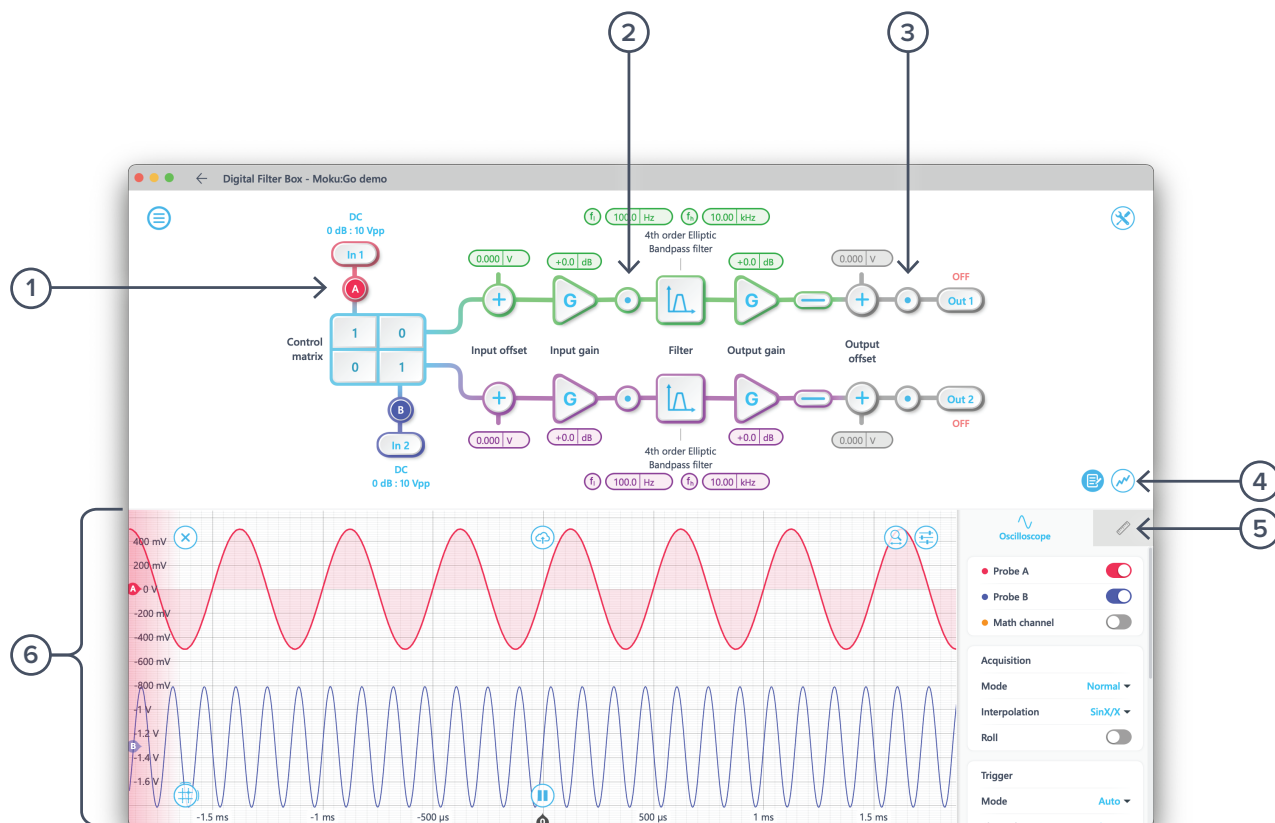 2
3
Digital Filter Box - Moku:Go demo
DC
0 dB : 10 Vpp
In 1
1
A
fl 100.0 Hz fh 10.00 kHz
4th order Elliptic
Bandpass filter
0.000 V
+0.0 dB
+0.0 dB
0.000 V
OFF
+ G G + Out 1
Control
matrix
1 0
0 1
Input offset Input gain Filter Output gain Output
offset
+ G G + Out 2
B
In 2
DC
0 dB : 10 Vpp
0.000 V
+0.0 dB
+0.0 dB
0.000 V
OFF
4th order Elliptic
Bandpass filter
fl 100.0 Hz fh 10.00 kHz
4
5
6
400 mV
200 mV
A 0 V
-200 mV
-400 mV
-600 mV
-800 mV
-1 V
-1.2 V
B
-1.4 V
-1.6 V
-1.5 ms -1 ms -500 µs 0 500 µs 1 ms 1.5 ms
Oscilloscope
Probe A
Probe B
Math channel
Acquisition
Mode Normal
Interpolation SinX/X
Roll
Trigger
Mode Auto